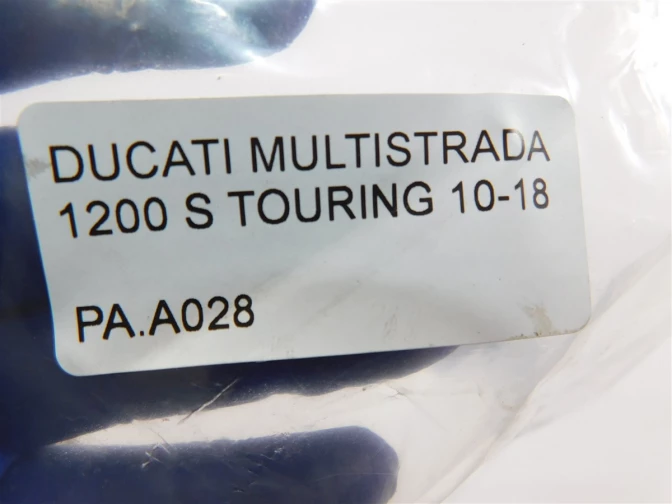 DUCATI MULTISTRADA
1200 S TOURING 10-18
PA.A028